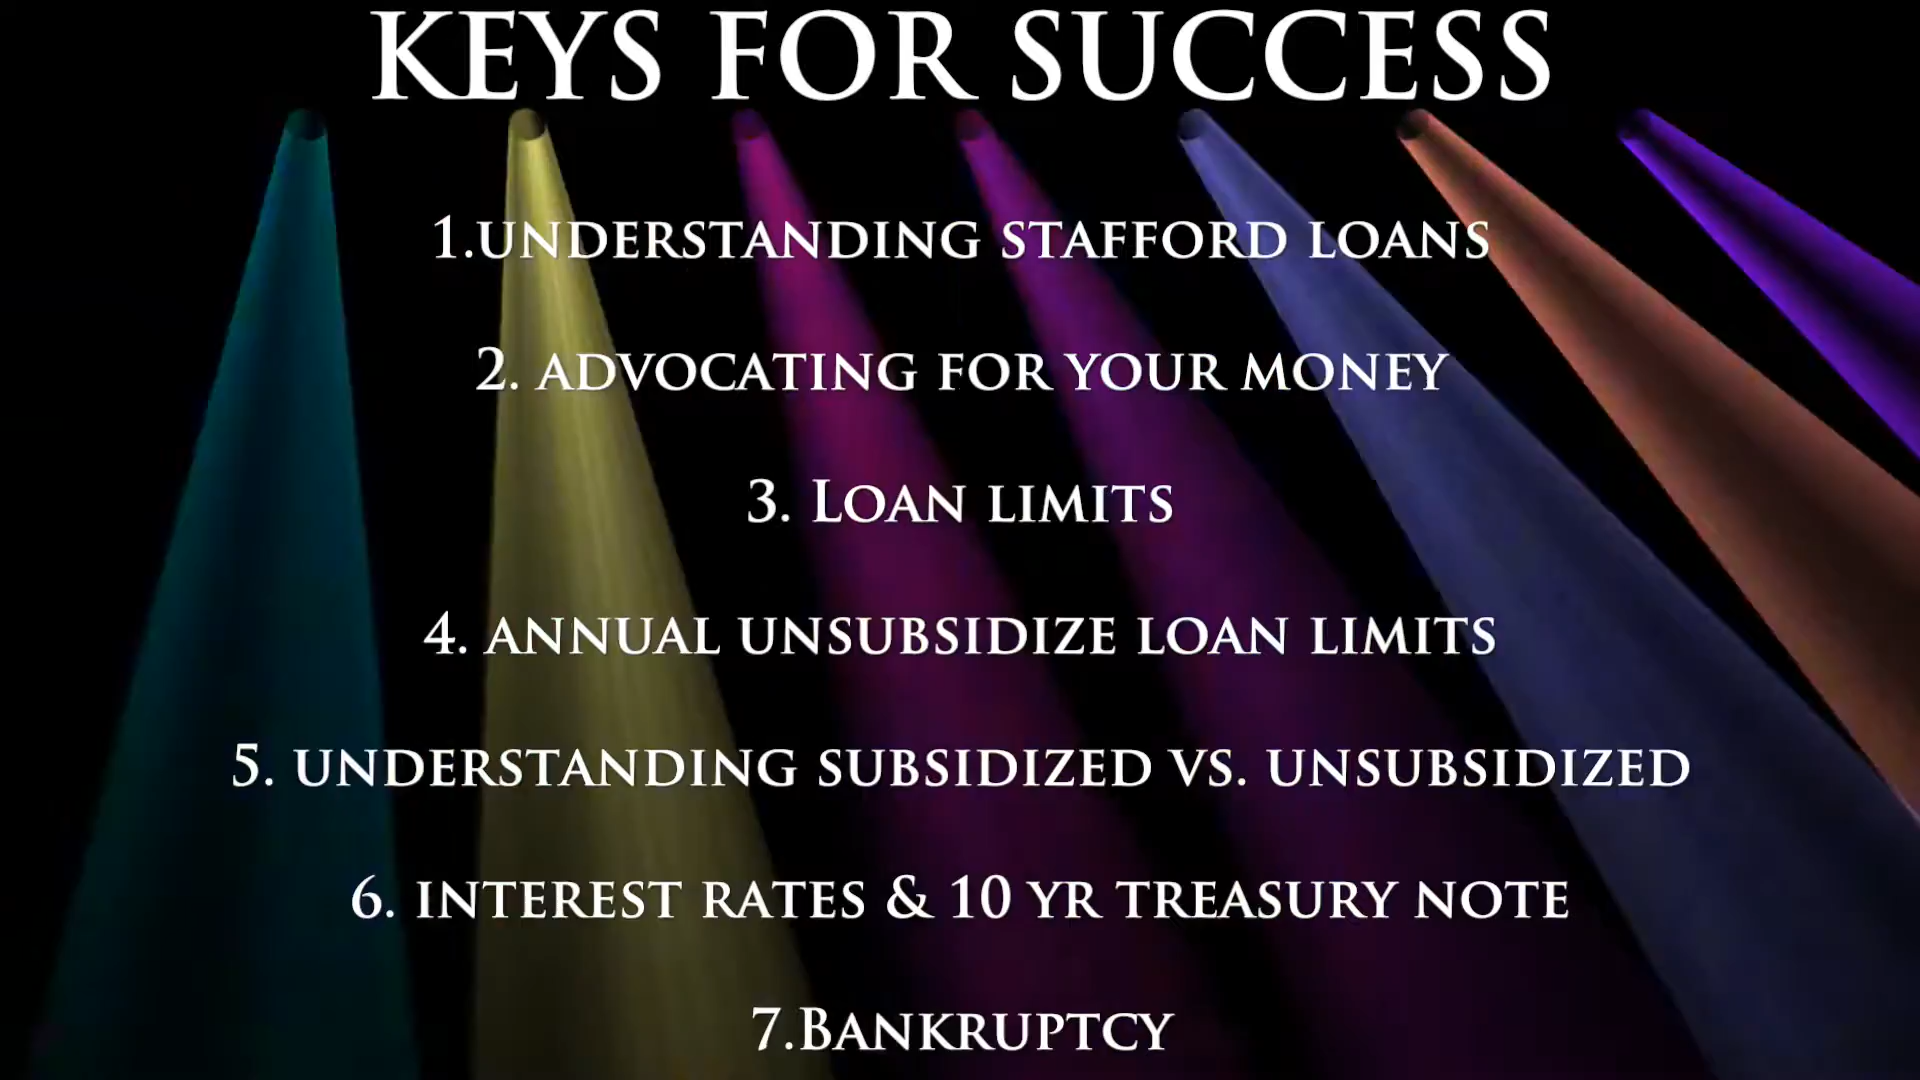 KEYS FOR SUCCESS
1.UNDERSTANDING STAFFORD LOANS
2. ADVOCATING FOR YOUR MONEY
3. LOAN LIMITS
4. ANNUAL UNSUBSIDIZE LOAN LIMITS
5. UNDERSTANDING SUBSIDIZED VS. UNSUBSIDIZED
6. INTEREST RATES & 10 YR TREASURY NOTE
7.BANKRUPTCY